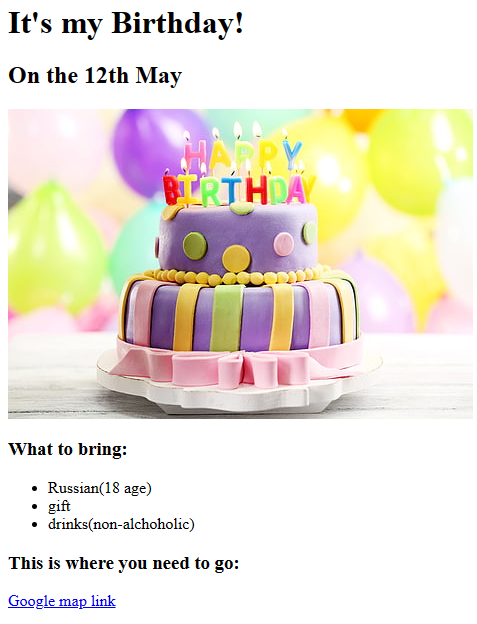 It's my Birthday!
On the 12th May
HAPPY
BIRTHDAY
What to bring:
Russian(18 age)
gift
drinks(non-alchoholic)
This is where you need to go:
Google map link